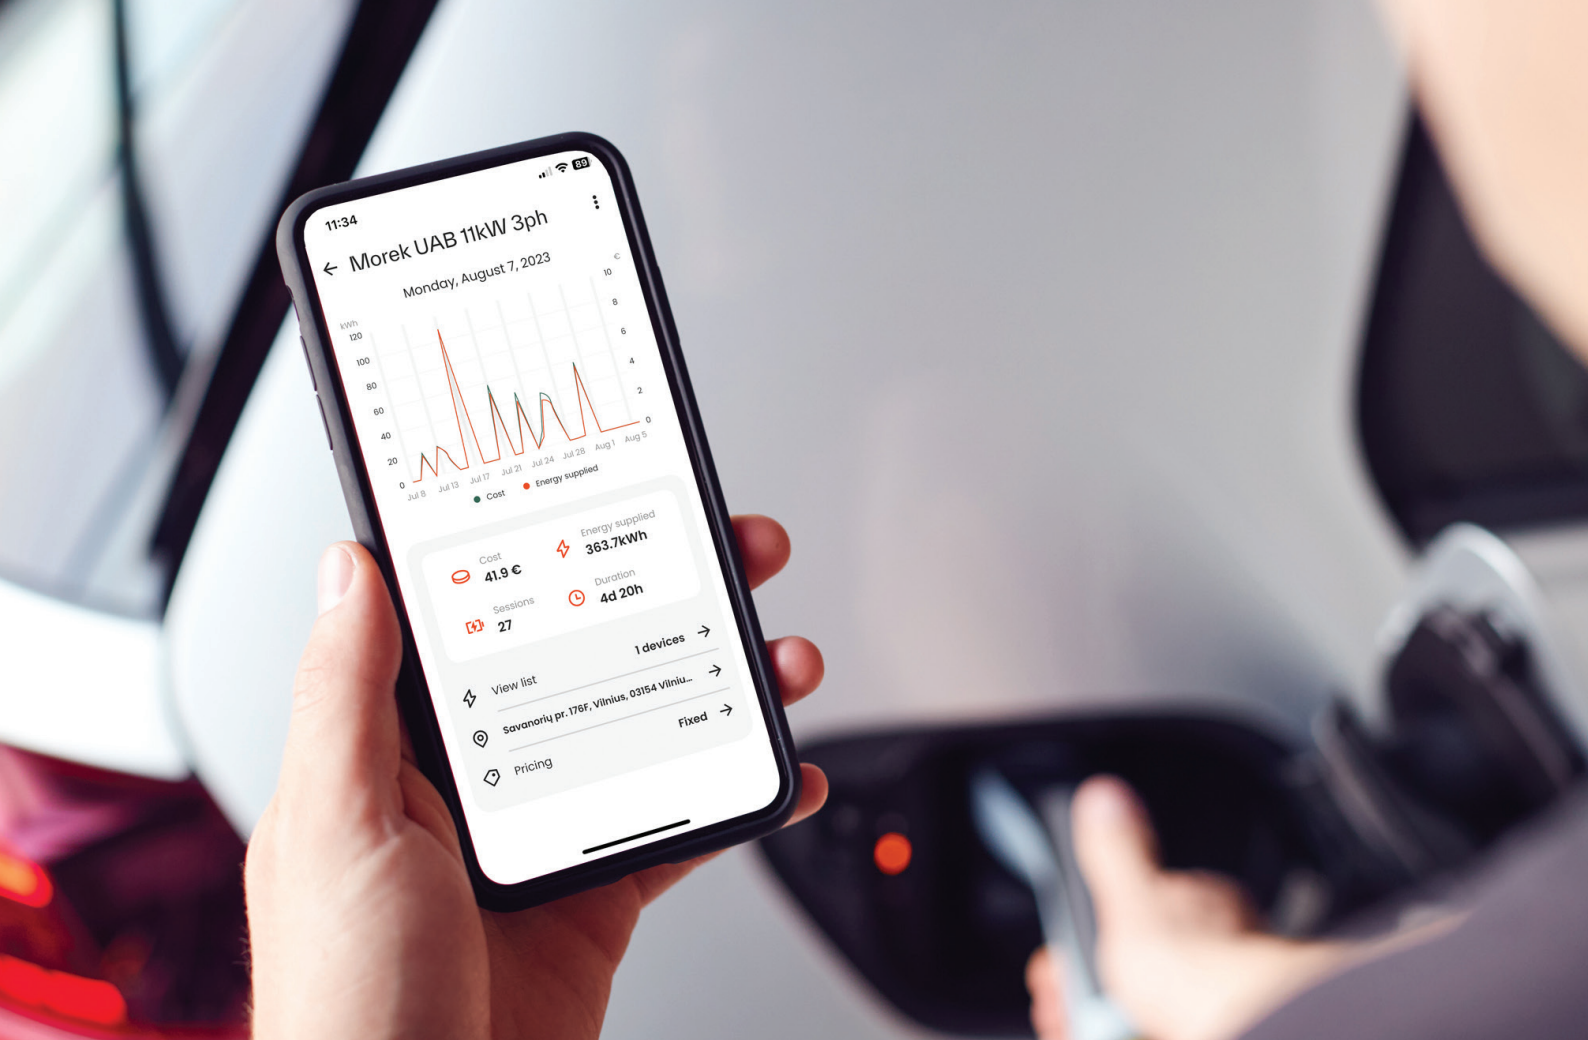 11:34
89
Morek UAB 11kW 3ph
Monday, August 7, 2023
kWh
€
120
100
80
60
40
20
0
10
8
6
4
2
0
Jul 8 Jul 13 Jul 17 Jul 21 Jul 24 Jul 28 Aug 1 Aug 5
Cost Energy supplied
Cost
41.9 €
Energy supplied
363.7kWh
Sessions
27
Duration
4d 20h
View list 1 devices
Savanorių pr. 176F, Vilnius, 03154 Vilniu...
Pricing Fixed